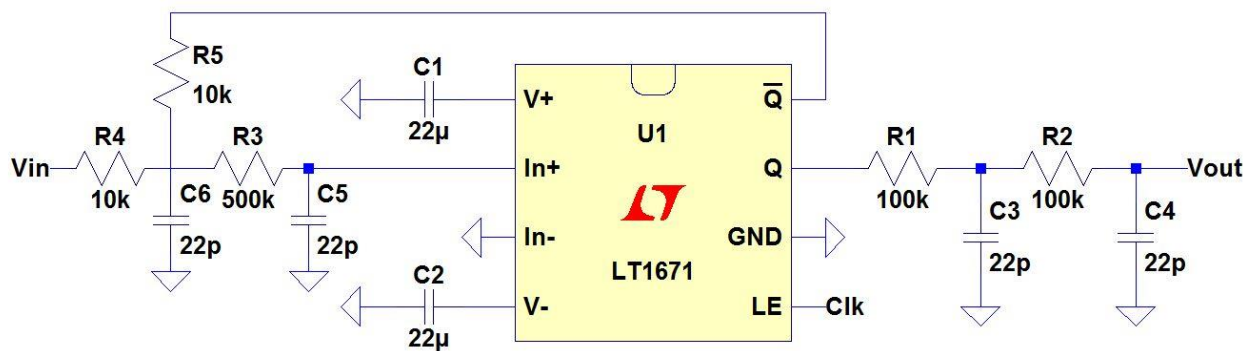 R5
10k
C1
22µ
V+
Q
U1
R4
10k
Vin
R3
500k
C6
22p
C5
22p
In+
Q
R1
100k
R2
100k
Vout
C3
22p
C4
22p
In-
GND
LT1671
C2
22µ
V-
LE
Clk